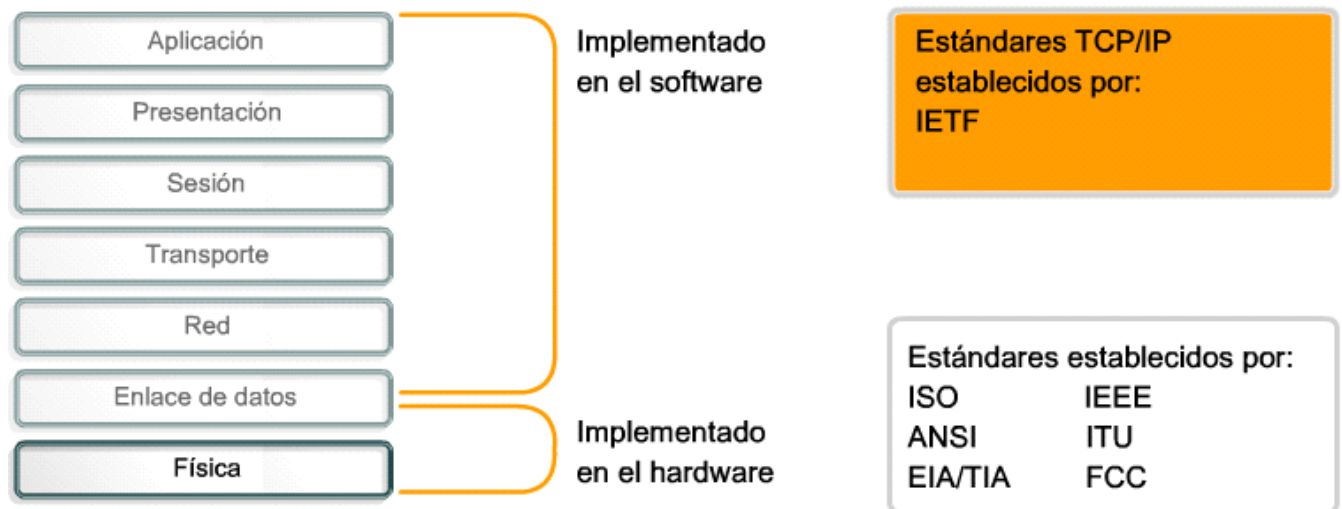 Aplicación
Presentación
Sesión
Transporte
Red
Enlace de datos
Física
Implementado
en el software
Implementado
en el hardware
Estándares TCP/IP
establecidos por:
IETF
Estándares establecidos por:
ISO IEEE
ANSI ITU
EIA/TIA FCC